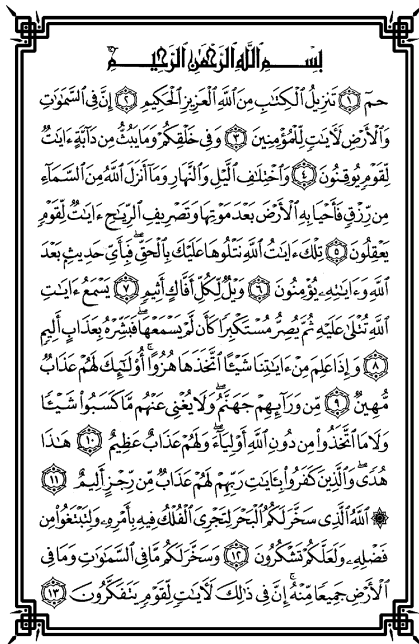 بِسْمِ ٱللَّهِ ٱلرَّحْمَٰنِ ٱلرَّحِيمِ
حمٓ ١ تَنزِيلُ ٱلْكِتَٰبِ مِنَ ٱللَّهِ ٱلْعَزِيزِ ٱلْحَكِيمِ ٢ إِنَّ فِى ٱلسَّمَٰوَٰتِ
وَٱلْأَرْضِ لَءَايَٰتٍ لِّلْمُؤْمِنِينَ ٣ وَفِى خَلْقِكُمْ وَمَا يَبُثُّ مِن دَآبَّةٍ ءَايَٰتٌ
لِّقَوْمٍ يُوقِنُونَ ٤ وَٱخْتِلَٰفِ ٱلَّيْلِ وَٱلنَّهَارِ وَمَآ أَنزَلَ ٱللَّهُ مِنَ ٱلسَّمَآءِ
مِن رِّزْقٍ فَأَحْيَا بِهِ ٱلْأَرْضَ بَعْدَ مَوْتِهَا وَتَصْرِيفِ ٱلرِّيَٰحِ ءَايَٰتٌ لِّقَوْمٍ
يَعْقِلُونَ ٥ تِلْكَ ءَايَٰتُ ٱللَّهِ نَتْلُوهَا عَلَيْكَ بِٱلْحَقِّ ۖ فَبِأَىِّ حَدِيثٍۭ بَعْدَ
ٱللَّهِ وَءَايَٰتِهِۦ يُؤْمِنُونَ ٦ وَيْلٌ لِّكُلِّ أَفَّاكٍ أَثِيمٍ ٧ يَسْمَعُ ءَايَٰتِ
ٱللَّهِ تُتْلَىٰ عَلَيْهِ ثُمَّ يُصِرُّ مُسْتَكْبِرًا كَأَن لَّمْ يَسْمَعْهَا ۖ فَبَشِّرْهُ بِعَذَابٍ أَلِيمٍ
٨ وَإِذَا عَلِمَ مِنْ ءَايَٰتِنَا شَيْـًٔا ٱتَّخَذَهَا هُزُوًا ۚ أُو۟لَٰٓئِكَ لَهُمْ عَذَابٌ
مُّهِينٌ ٩ مِّن وَرَآئِهِمْ جَهَنَّمُ ۖ وَلَا يُغْنِى عَنْهُم مَّا كَسَبُوا۟ شَيْـًٔا
وَلَا مَا ٱتَّخَذُوا۟ مِن دُونِ ٱللَّهِ أَوْلِيَآءَ ۖ وَلَهُمْ عَذَابٌ عَظِيمٌ ١٠ هَٰذَا
هُدًى ۖ وَٱلَّذِينَ كَفَرُوا۟ بِـَٔايَٰتِ رَبِّهِمْ لَهُمْ عَذَابٌ مِّن رِّجْزٍ أَلِيمٌ ١١
۞ ٱللَّهُ ٱلَّذِى سَخَّرَ لَكُمُ ٱلْبَحْرَ لِتَجْرِىَ ٱلْفُلْكُ فِيهِ بِأَمْرِهِۦ وَلِتَبْتَغُوا۟ مِن
فَضْلِهِۦ وَلَعَلَّكُمْ تَشْكُرُونَ ١٢ وَسَخَّرَ لَكُم مَّا فِى ٱلسَّمَٰوَٰتِ وَمَا فِى
ٱلْأَرْضِ جَمِيعًا مِّنْهُ ۚ إِنَّ فِى ذَٰلِكَ لَءَايَٰتٍ لِّقَوْمٍ يَتَفَكَّرُونَ ١٣